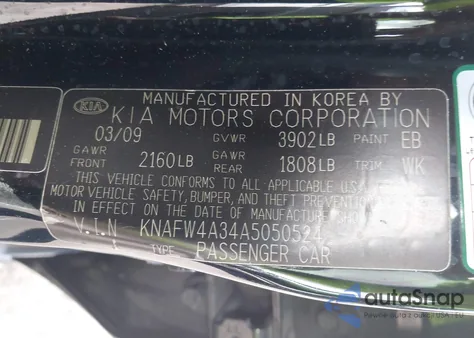 MANUFACTURED IN KOREA BY
KIA KIA MOTORS CORPORATION
03/09 GVWR 3902LB PAINT EB
GAWR FRONT 2160LB GAWR REAR 1808LB TRIM WK
THIS VEHICLE CONFORMS TO ALL APPLICABLE U.S.A.
MOTOR VEHICLE SAFETY, BUMPER, AND THEFT PREVENTION
IN EFFECT ON THE DATE OF MANUFACTURE
V.I.N KNAFW4A34A5050524
TYPE PASSENGER CAR
autoSnap